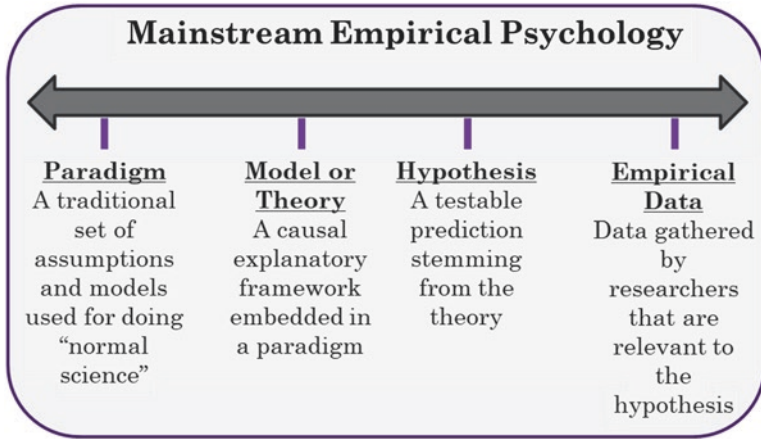 Mainstream Empirical Psychology
Paradigm
A traditional
set of
assumptions
and models
used for doing
“normal
science”
Model or
Theory
A causal
explanatory
framework
embedded in
a paradigm
Hypothesis
A testable
prediction
stemming
from the
theory
Empirical
Data
Data gathered
by
researchers
that are
relevant to
the
hypothesis